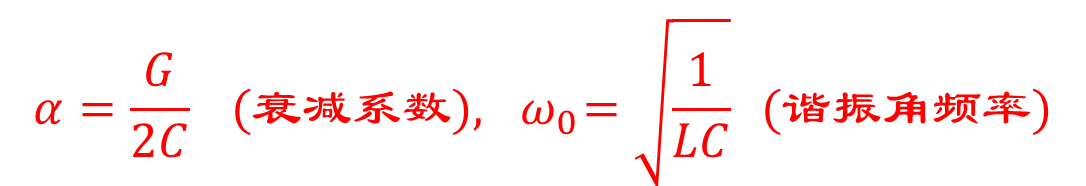 α = G/2C (衰减系数), ω₀ = √(1/LC) (谐振角频率)